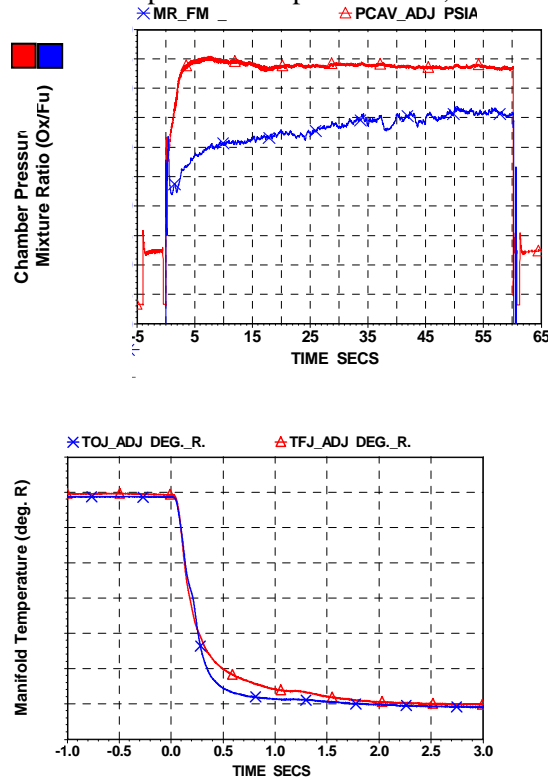 MR_FM _ PCAV_ADJ PSIA
Chamber Pressur
Mixture Ratio (Ox/Fu)
-5 5 15 25 35 45 55 65
TIME SECS
TOJ_ADJ DEG._R. TFJ_ADJ DEG._R.
Manifold Temperature (deg. R)
-1.0 -0.5 0.0 0.5 1.0 1.5 2.0 2.5 3.0
TIME SECS